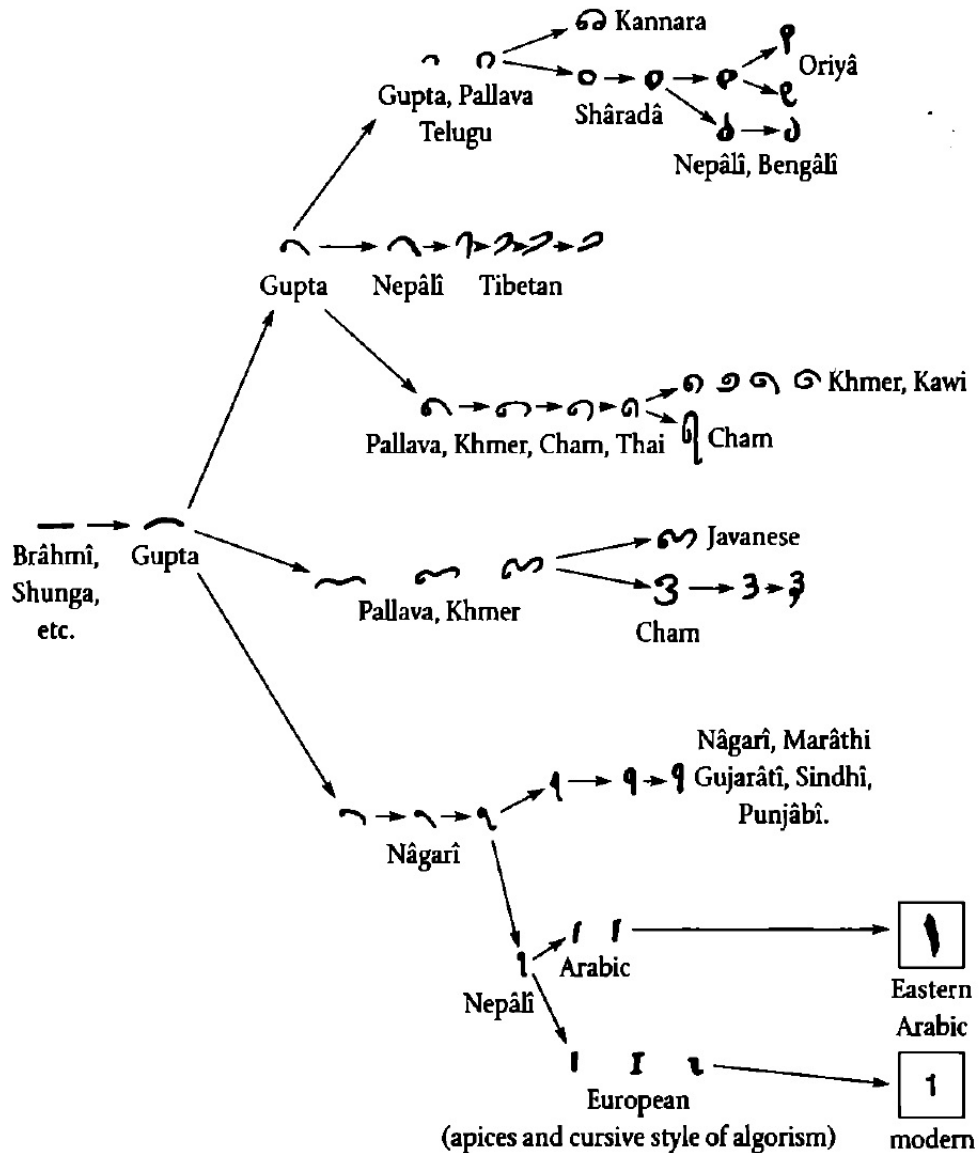 Kannara
Gupta, Pallava
Telugu
Shâradâ
Oriyâ
Nepâlî, Bengâlî
Gupta
Nepâlî
Tibetan
Pallava, Khmer, Cham, Thai
Khmer, Kawi
Cham
Brâhmî,
Shunga,
etc.
Gupta
Pallava, Khmer
Javanese
Cham
Nâgarî
Nâgarî, Marâthi
Gujarâtî, Sindhî,
Punjâbî.
Nepâlî
Arabic
Eastern
Arabic
European
(apices and cursive style of algorism)
1
modern